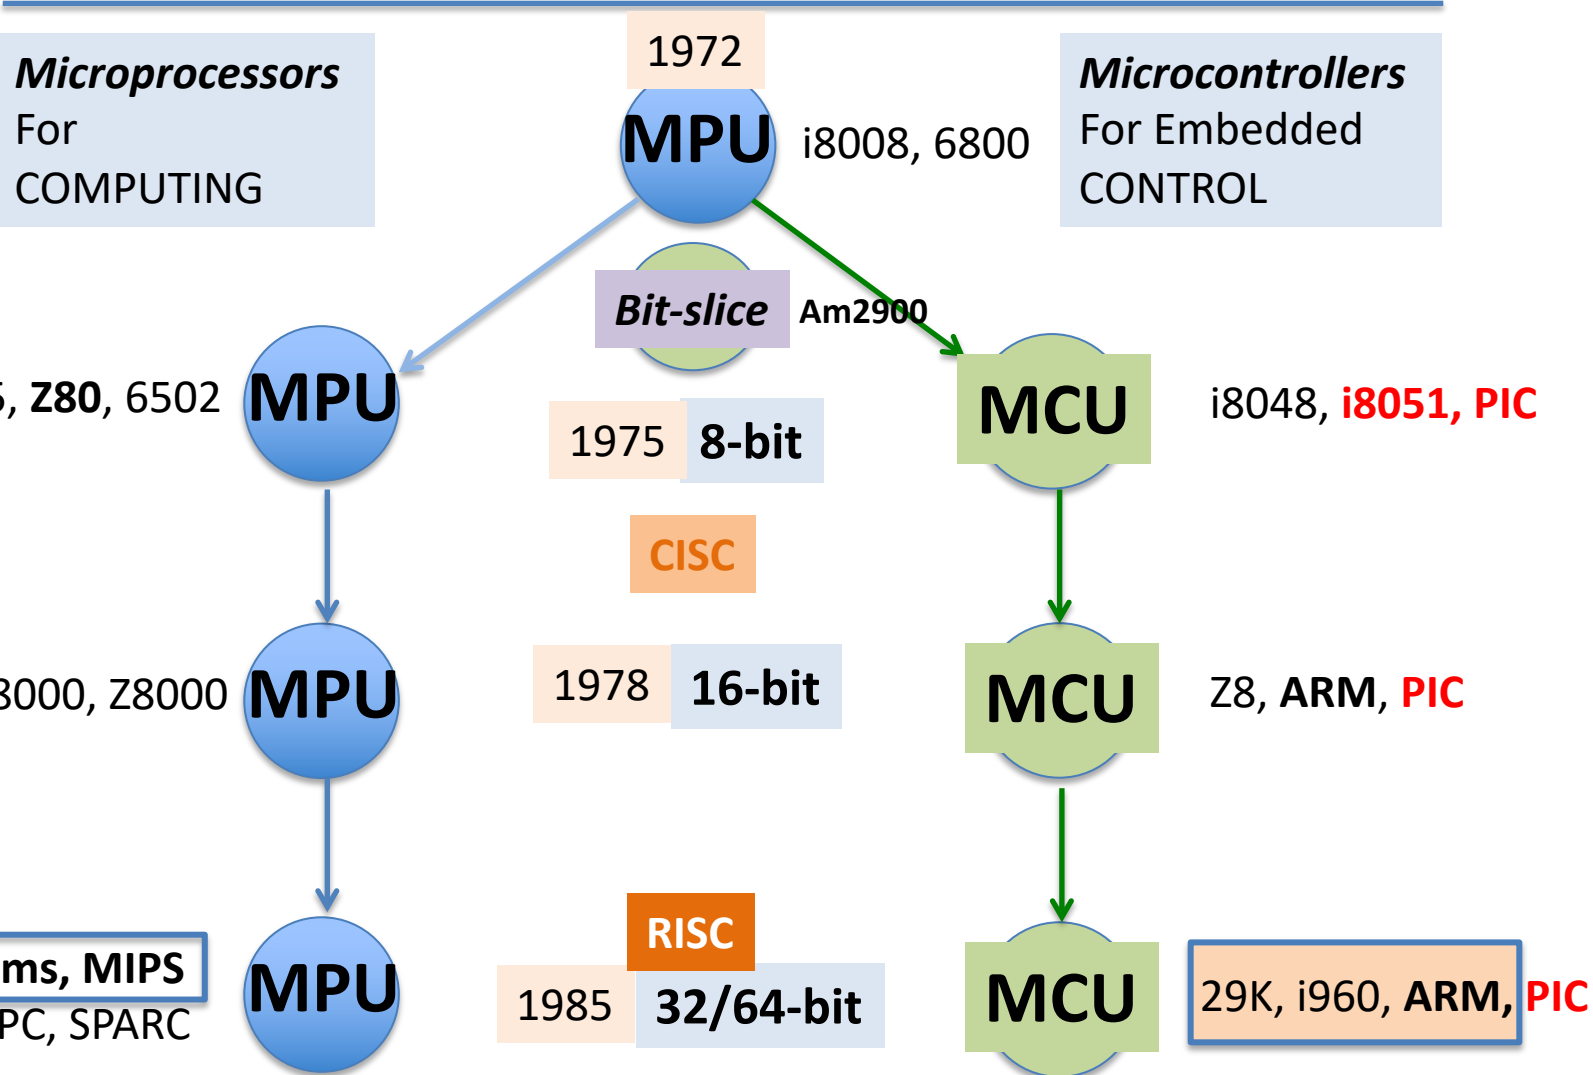 1972
Microprocessors
For
COMPUTING
MPU
i8008, 6800
Microcontrollers
For Embedded
CONTROL
Bit-slice
Am2900
Z80, 6502
MPU
1975
8-bit
MCU
i8048, i8051, PIC
CISC
Z8000
MPU
1978
16-bit
MCU
Z8, ARM, PIC
RISC
MIPS
SPARC
MPU
1985
32/64-bit
MCU
29K, i960, ARM, PIC